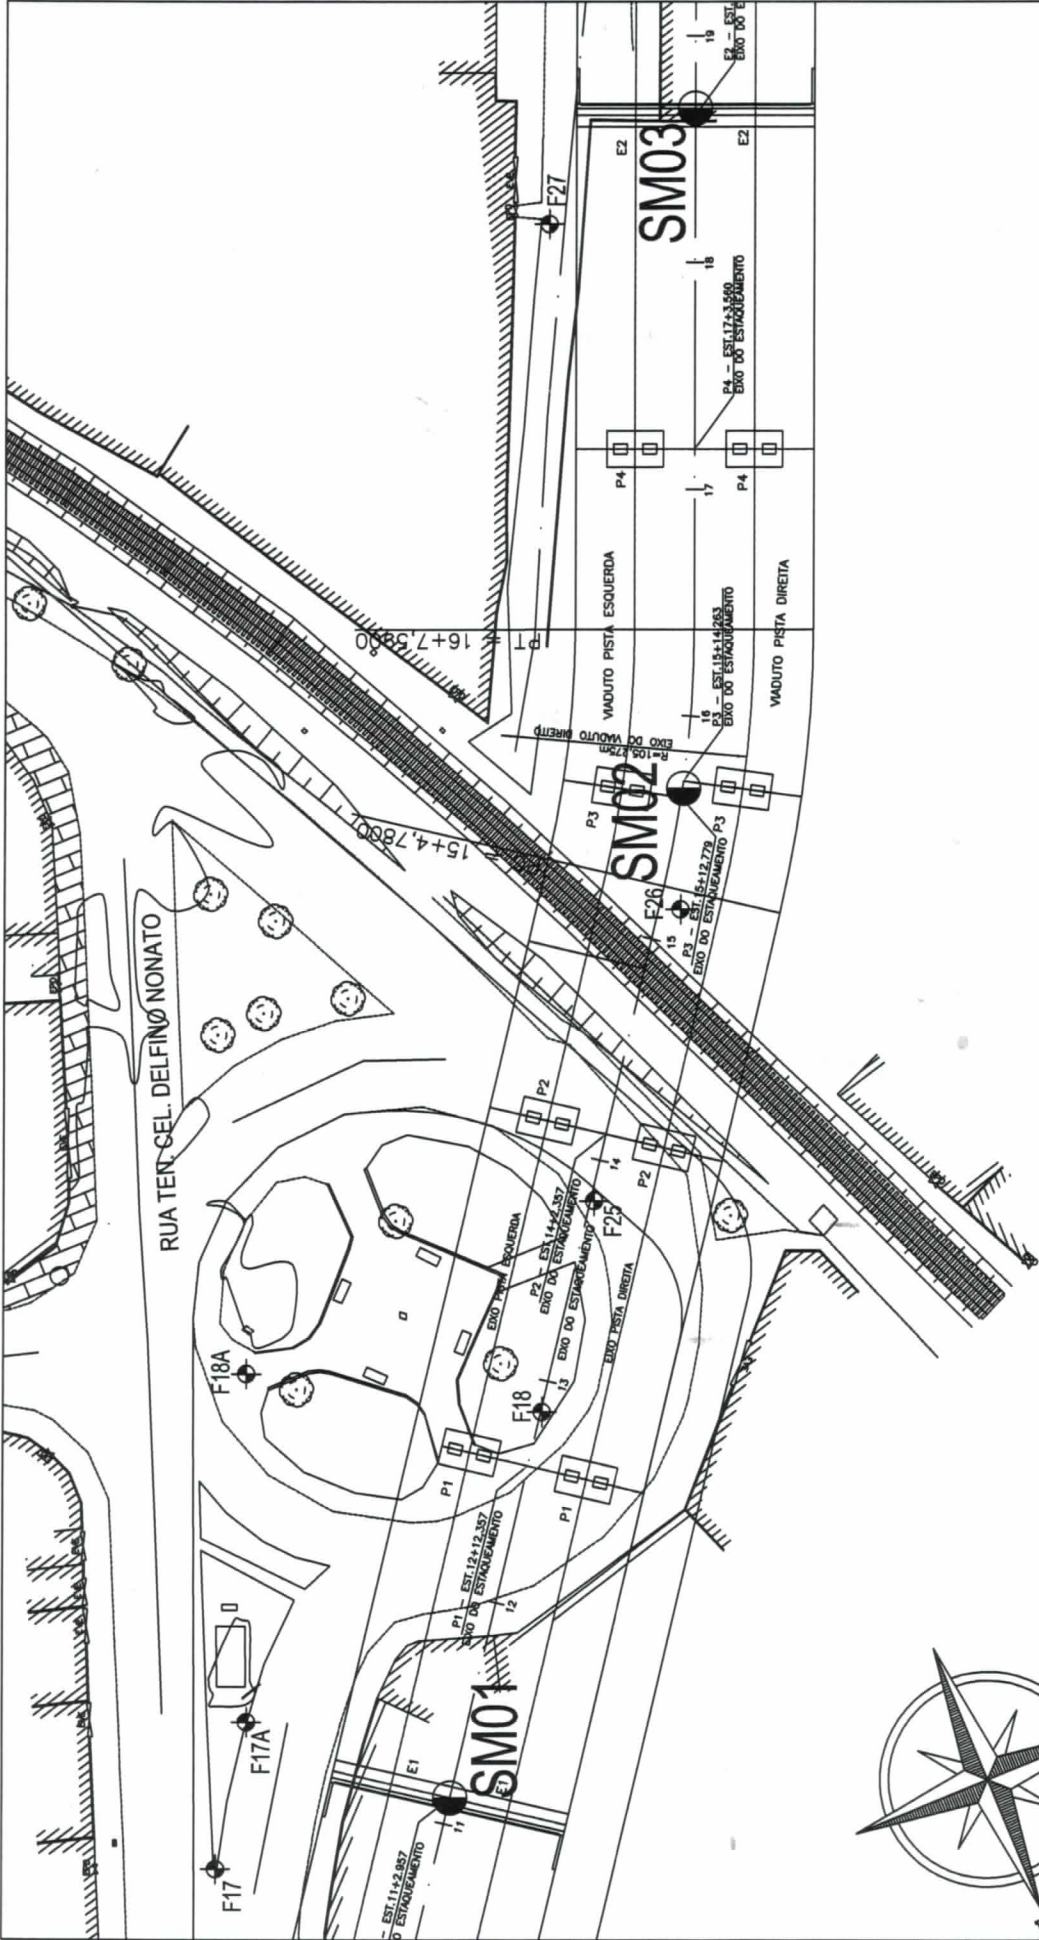 19
E2 - EST.
EIXO DO E
E2
E2
SM03
F27
18
P4 - EST.17+3,560
EIXO DO ESTAQUEAMENTO
P4
P4
17
VIADUTO PISTA ESQUERDA
VIADUTO PISTA DIREITA
PT = 16+7,5900
16
P3 - EST.15+14,263
EIXO DO ESTAQUEAMENTO
EIXO DO VIADUTO DIREITO
R=105,275m
SM02
P3
P3
= 15+4,7800
F26
15
P3 - EST.15+12,779
EIXO DO ESTAQUEAMENTO
RUA TEN. CEL. DELFINO NONATO
P2
P2
14
F25
EIXO PISTA ESQUERDA
P2 - EST.14+2,357
EIXO DO ESTAQUEAMENTO
EIXO DO ESTAQUEAMENTO
EIXO PISTA DIREITA
F18A
F18
13
P1
P1
P1 - EST.12+12,357
EIXO DO ESTAQUEAMENTO
12
SM01
E1
E1
11
F17A
F17
- EST.11+2,957
O ESTAQUEAMENTO